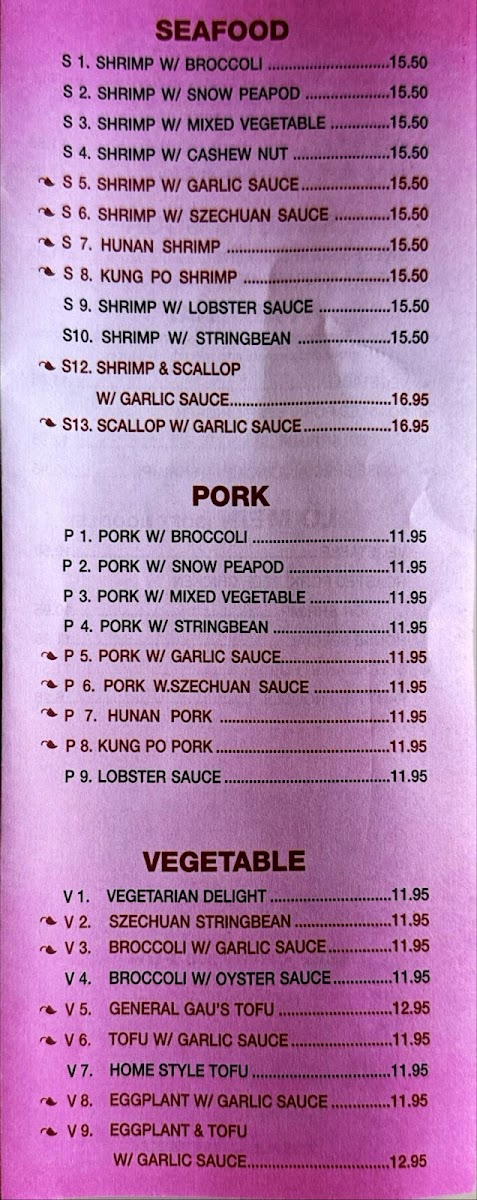 SEAFOOD
S 1. SHRIMP W/ BROCCOLI ..............................15.50
S 2. SHRIMP W/ SNOW PEAPOD .....................15.50
S 3. SHRIMP W/ MIXED VEGETABLE ...............15.50
S 4. SHRIMP W/ CASHEW NUT ........................15.50
S 5. SHRIMP W/ GARLIC SAUCE......................15.50
S 6. SHRIMP W/ SZECHUAN SAUCE ..............15.50
S 7. HUNAN SHRIMP ........................................15.50
S 8. KUNG PO SHRIMP ....................................15.50
S 9. SHRIMP W/ LOBSTER SAUCE ..................15.50
S10. SHRIMP W/ STRINGBEAN .......................15.50
S12. SHRIMP & SCALLOP
W/ GARLIC SAUCE.......................................16.95
S13. SCALLOP W/ GARLIC SAUCE.....................16.95
PORK
P 1. PORK W/ BROCCOLI .................................11.95
P 2. PORK W/ SNOW PEAPOD ........................11.95
P 3. PORK W/ MIXED VEGETABLE ...................11.95
P 4. PORK W/ STRINGBEAN ............................11.95
P 5. PORK W/ GARLIC SAUCE..........................11.95
P 6. PORK W.SZECHUAN SAUCE ..................11.95
P 7. HUNAN PORK .........................................11.95
P 8. KUNG PO PORK ..........................................11.95
P 9. LOBSTER SAUCE ........................................11.95
VEGETABLE
V 1. VEGETARIAN DELIGHT .............................11.95
V 2. SZECHUAN STRINGBEAN .......................11.95
V 3. BROCCOLI W/ GARLIC SAUCE................11.95
V 4. BROCCOLI W/ OYSTER SAUCE..............11.95
V 5. GENERAL GAU'S TOFU ...........................12.95
V 6. TOFU W/ GARLIC SAUCE.........................11.95
V 7. HOME STYLE TOFU ..................................11.95
V 8. EGGPLANT W/ GARLIC SAUCE ..............11.95
V 9. EGGPLANT & TOFU
W/ GARLIC SAUCE...................................12.95